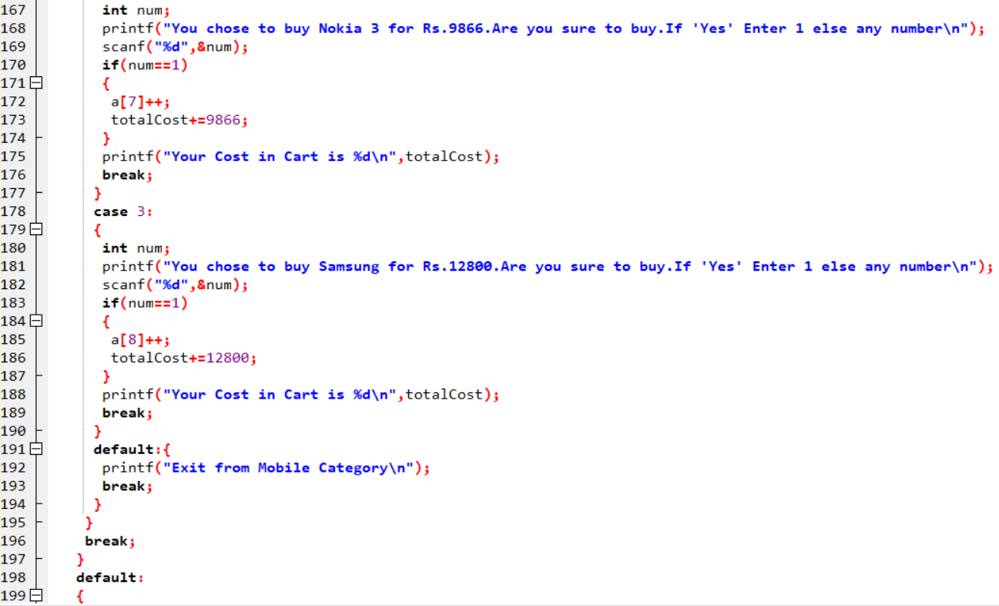 167 int num;
168 printf("You chose to buy Nokia 3 for Rs.9866.Are you sure to buy.If 'Yes' Enter 1 else any number\n");
169 scanf("%d",&num);
170 if(num==1)
171 {
172 a[7]++;
173 totalCost+=9866;
174 }
175 printf("Your Cost in Cart is %d\n",totalCost);
176 break;
177 }
178 case 3:
179 {
180 int num;
181 printf("You chose to buy Samsung for Rs.12800.Are you sure to buy.If 'Yes' Enter 1 else any number\n");
182 scanf("%d",&num);
183 if(num==1)
184 {
185 a[8]++;
186 totalCost+=12800;
187 }
188 printf("Your Cost in Cart is %d\n",totalCost);
189 break;
190 }
191 default:{
192 printf("Exit from Mobile Category\n");
193 break;
194 }
195 }
196 break;
197 }
198 default:
199 {